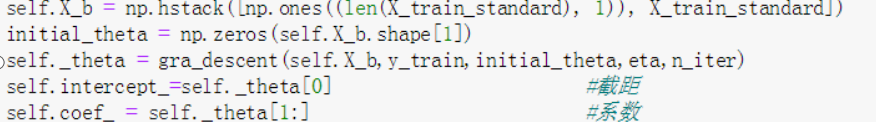 self.X_b = np.hstack([np.ones((len(X_train_standard), 1)), X_train_standard])
initial_theta = np.zeros(self.X_b.shape[1])
self._theta = gra_descent(self.X_b,y_train,initial_theta,eta,n_iter)
self.intercept_=self._theta[0] #截距
self.coef_ = self._theta[1:] #系数